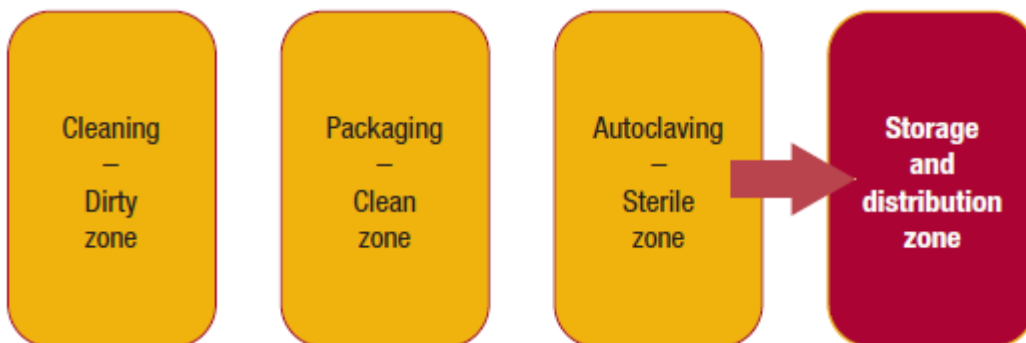 Cleaning
–
Dirty
zone
Packaging
–
Clean
zone
Autoclaving
–
Sterile
zone
Storage
and
distribution
zone